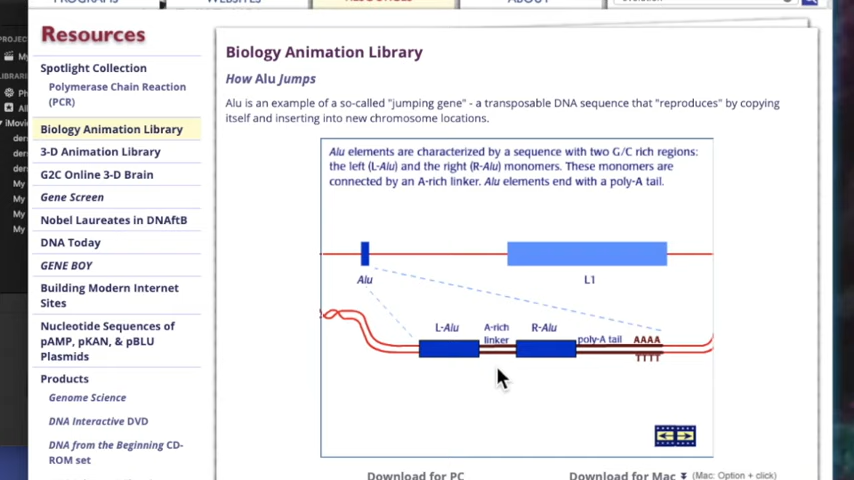 PROGRAMS WEBSITES RESOURCES ABOUT
Resources
Spotlight Collection
Polymerase Chain Reaction
(PCR)
Biology Animation Library
3-D Animation Library
G2C Online 3-D Brain
Gene Screen
Nobel Laureates in DNAftB
DNA Today
GENE BOY
Building Modern Internet
Sites
Nucleotide Sequences of
pAMP, pKAN, & pBLU
Plasmids
Products
Genome Science
DNA Interactive DVD
DNA from the Beginning CD-
ROM set
Biology Animation Library
How Alu Jumps
Alu is an example of a so-called "jumping gene" - a transposable DNA sequence that "reproduces" by copying
itself and inserting into new chromosome locations.
Alu elements are characterized by a sequence with two G/C rich regions:
the left (L-Alu) and the right (R-Alu) monomers. These monomers are
connected by an A-rich linker. Alu elements end with a poly-A tail.
Alu L1
L-Alu A-rich
linker R-Alu poly-A tail AAAA
TTTT
Download for PC Download for Mac (Mac: Option + click)